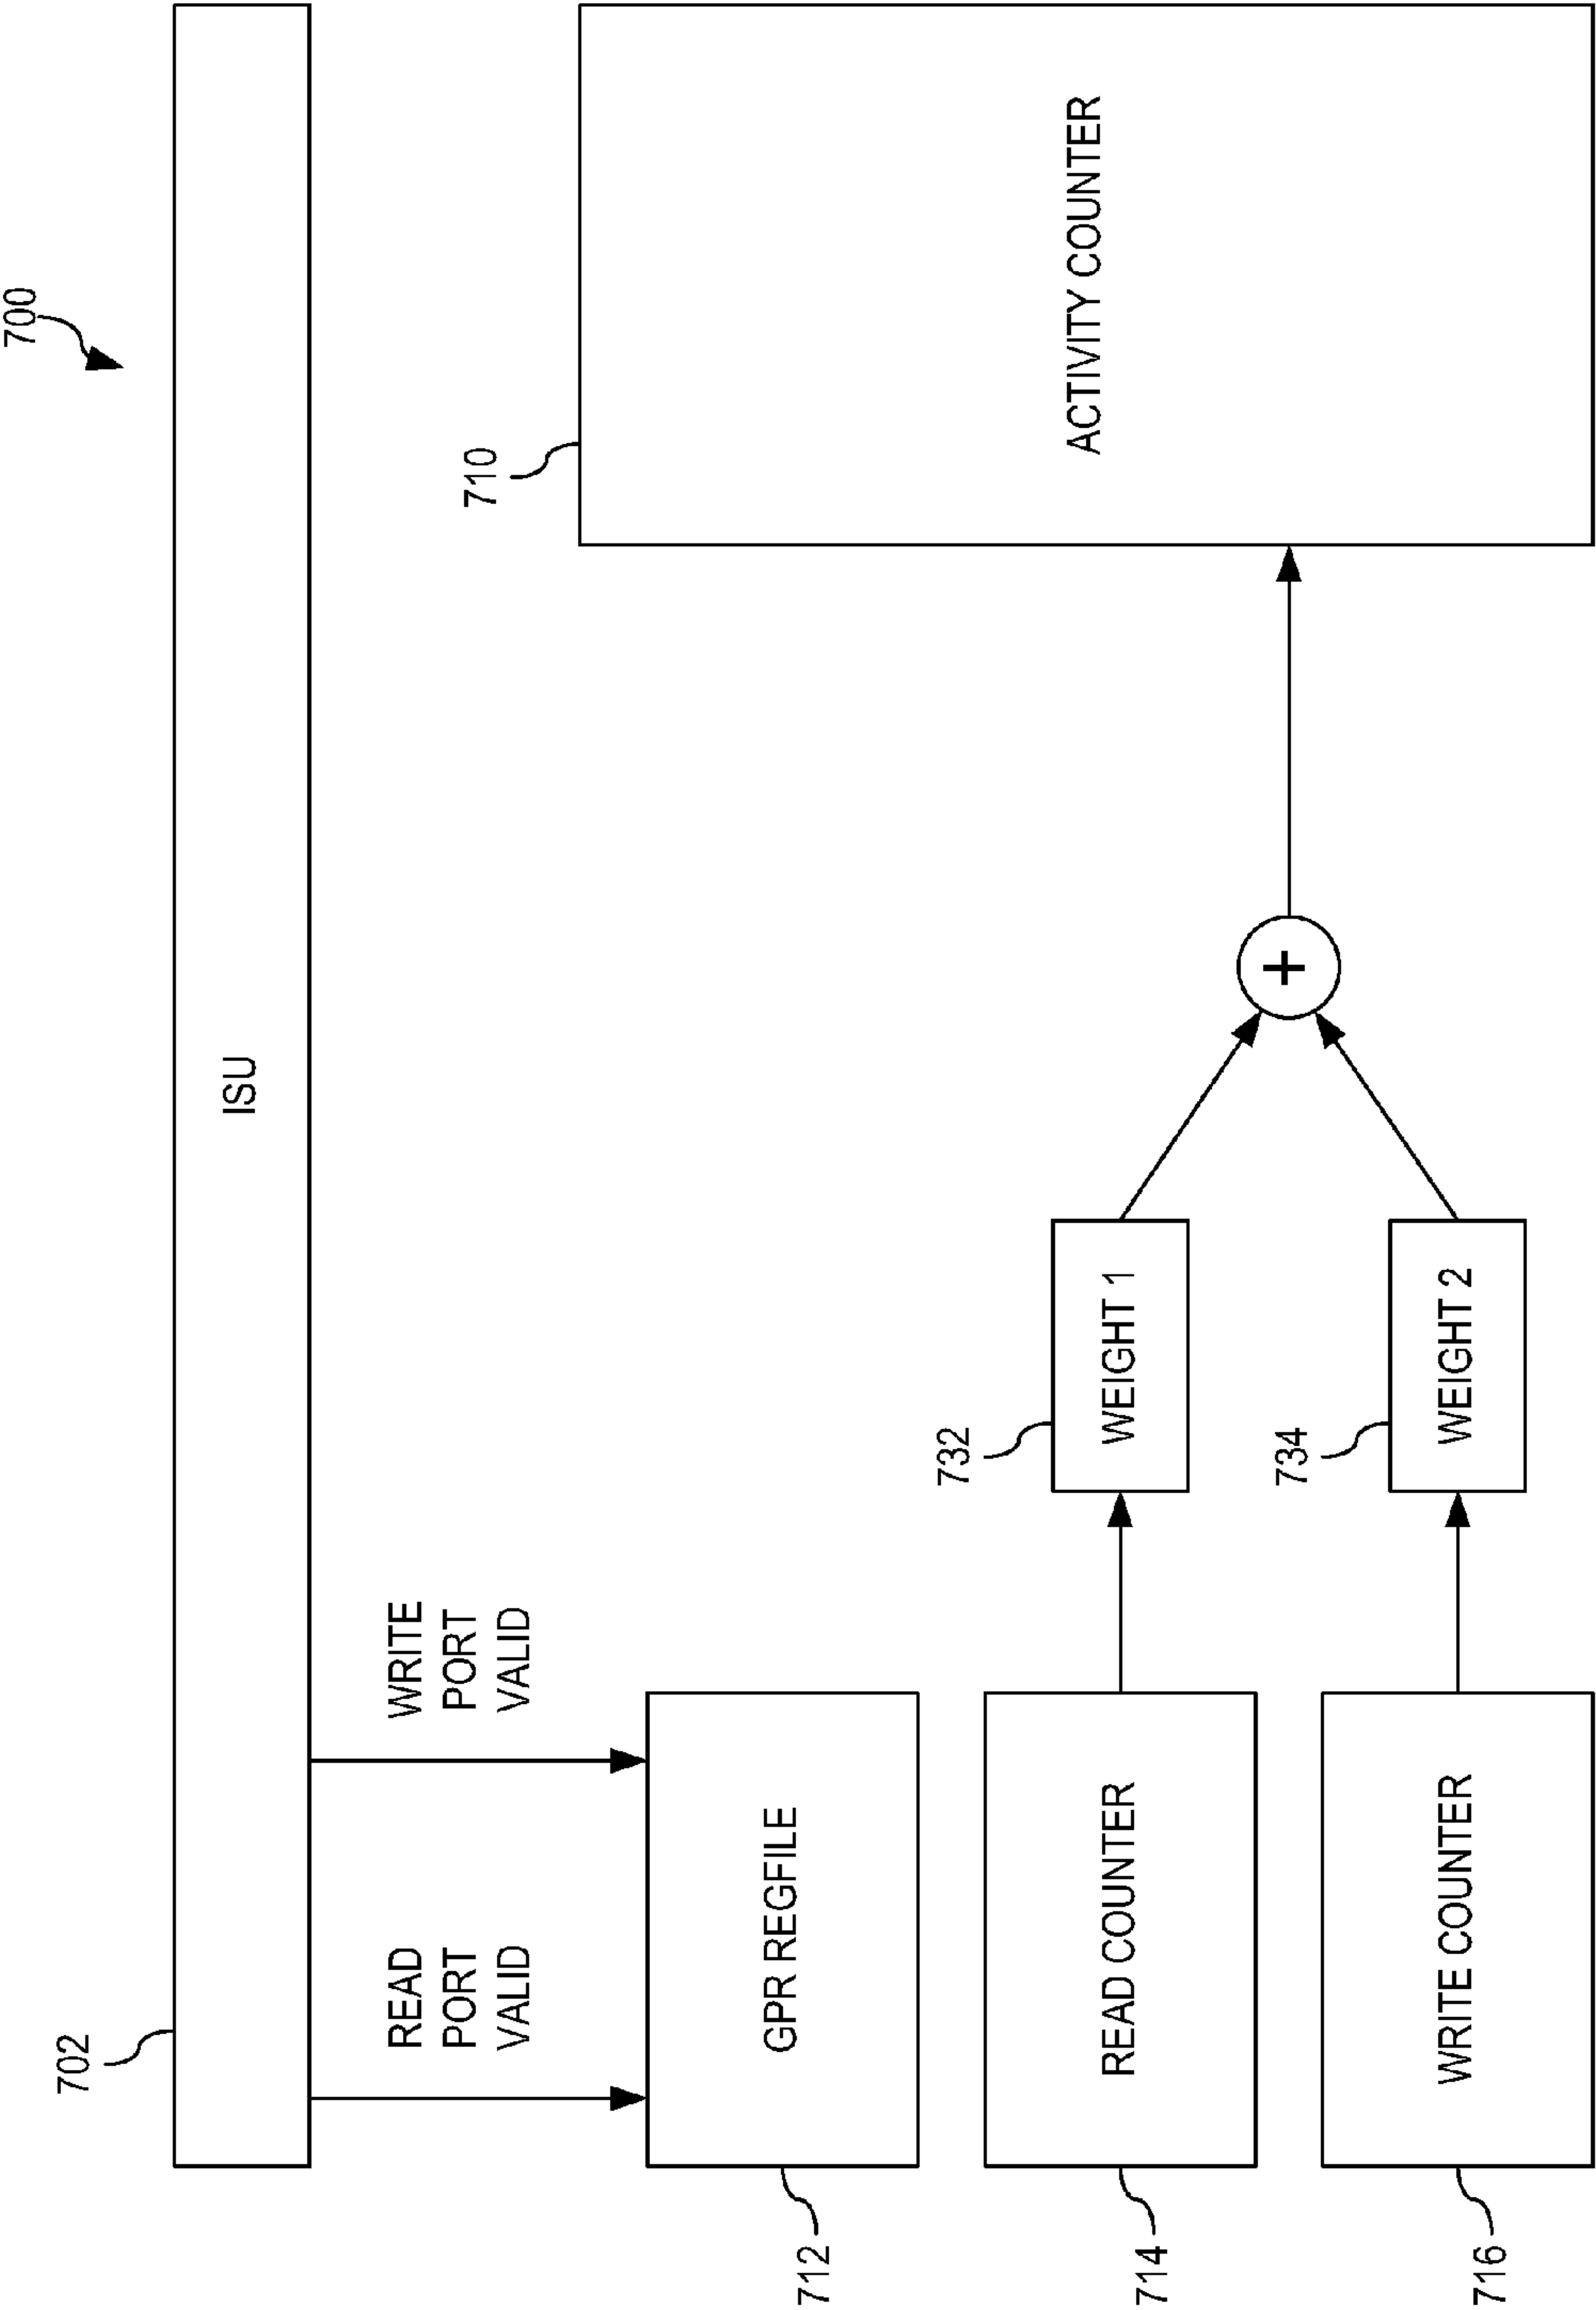 700
702
ISU
READ
PORT
VALID
WRITE
PORT
VALID
710
ACTIVITY COUNTER
712
GPR REGFILE
714
READ COUNTER
732
WEIGHT 1
+
716
WRITE COUNTER
734
WEIGHT 2